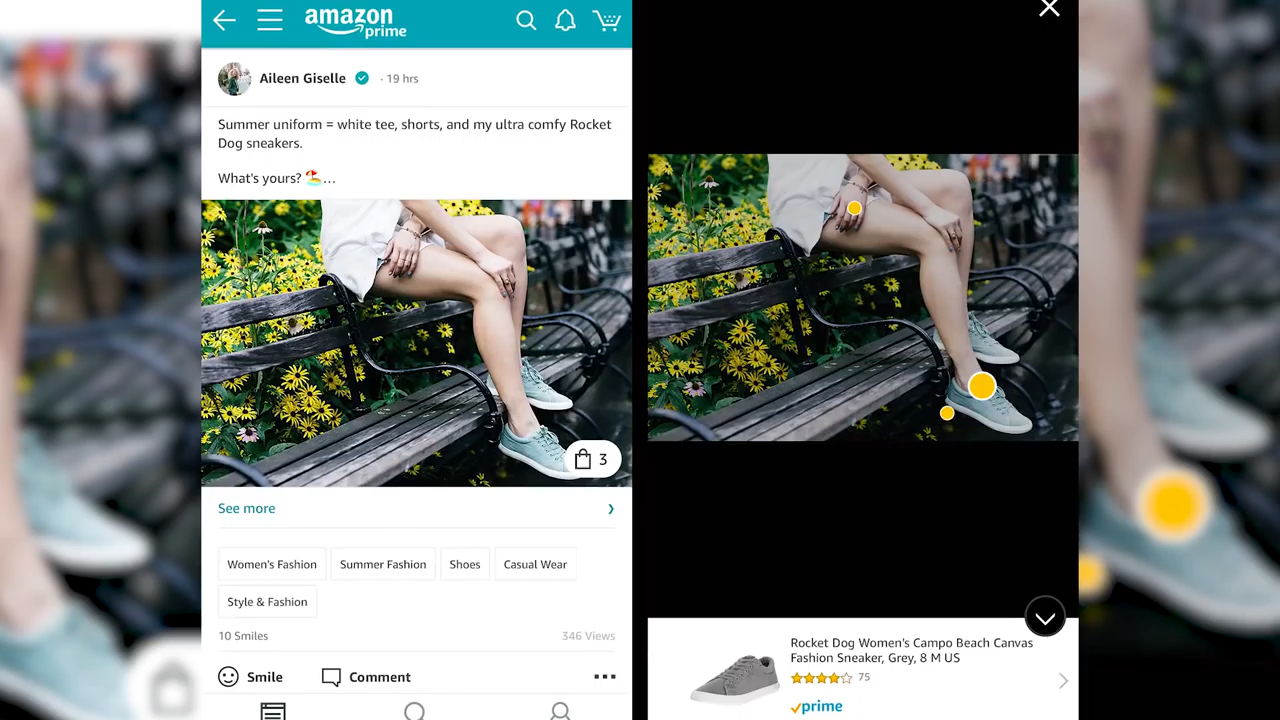 amazon
prime
Aileen Giselle · 19 hrs
Summer uniform = white tee, shorts, and my ultra comfy Rocket
Dog sneakers.
What's yours? 🏖️…
3
See more
Women's Fashion
Summer Fashion
Shoes
Casual Wear
Style & Fashion
10 Smiles
346 Views
Smile
Comment
Rocket Dog Women's Campo Beach Canvas
Fashion Sneaker, Grey, 8 M US
75
prime